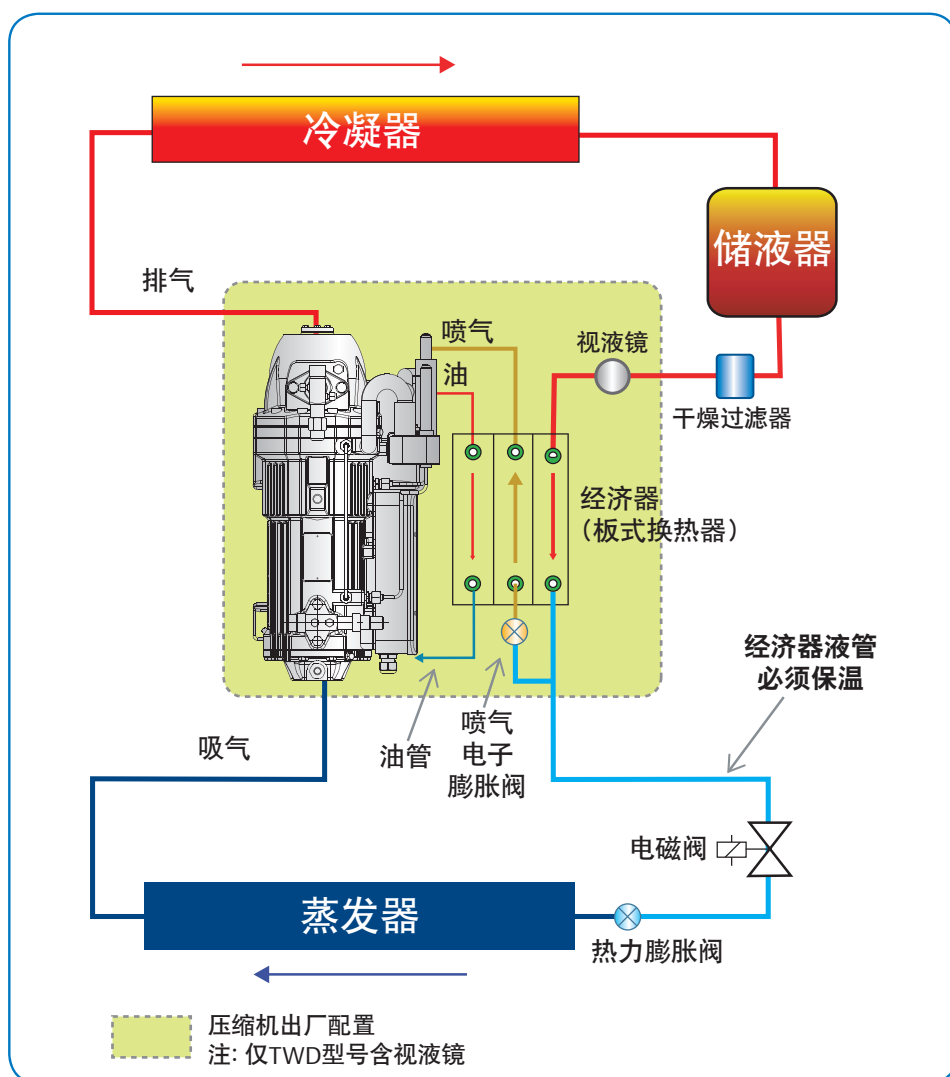 冷凝器
储液器
排气
喷气
视液镜
油
干燥过滤器
经济器
（板式换热器）
经济器液管
必须保温
喷气
电子
膨胀阀
油管
吸气
电磁阀
蒸发器
热力膨胀阀
压缩机出厂配置
注: 仅TWD型号含视液镜